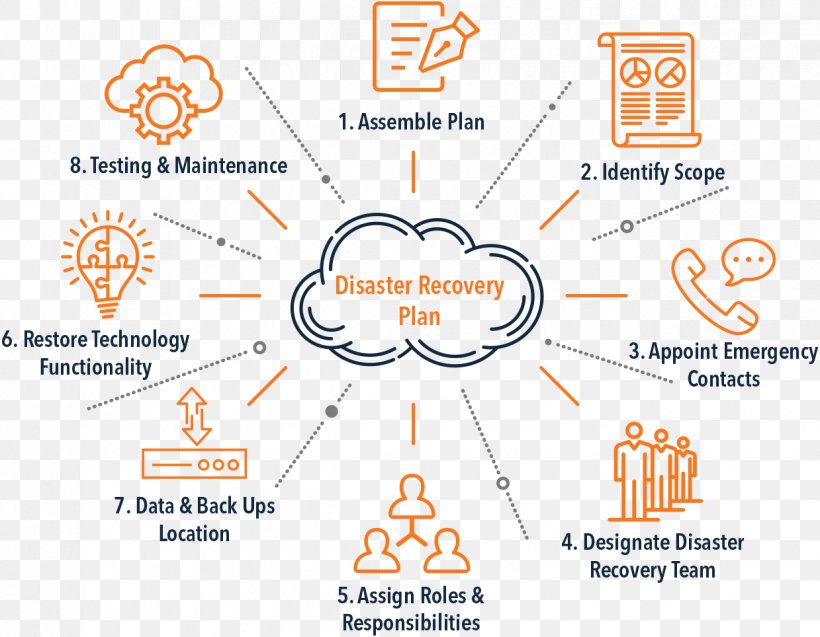 1. Assemble Plan
2. Identify Scope
3. Appoint Emergency
Contacts
4. Designate Disaster
Recovery Team
5. Assign Roles &
Responsibilities
7. Data & Back Ups
Location
6. Restore Technology
Functionality
8. Testing & Maintenance
Disaster Recovery
Plan